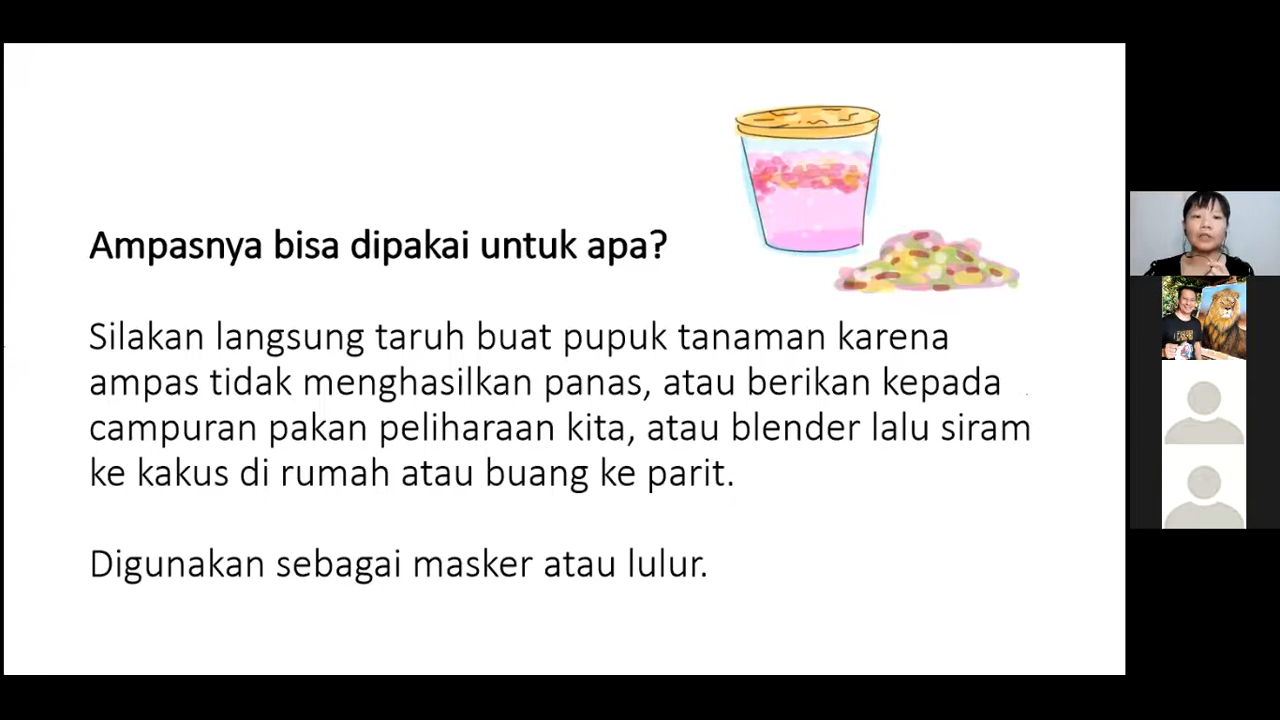 Ampasnya bisa dipakai untuk apa?
Silakan langsung taruh buat pupuk tanaman karena
ampas tidak menghasilkan panas, atau berikan kepada
campuran pakan peliharaan kita, atau blender lalu siram
ke kakus di rumah atau buang ke parit.
Digunakan sebagai masker atau lulur.